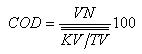 COD = VN / KV/TV 100